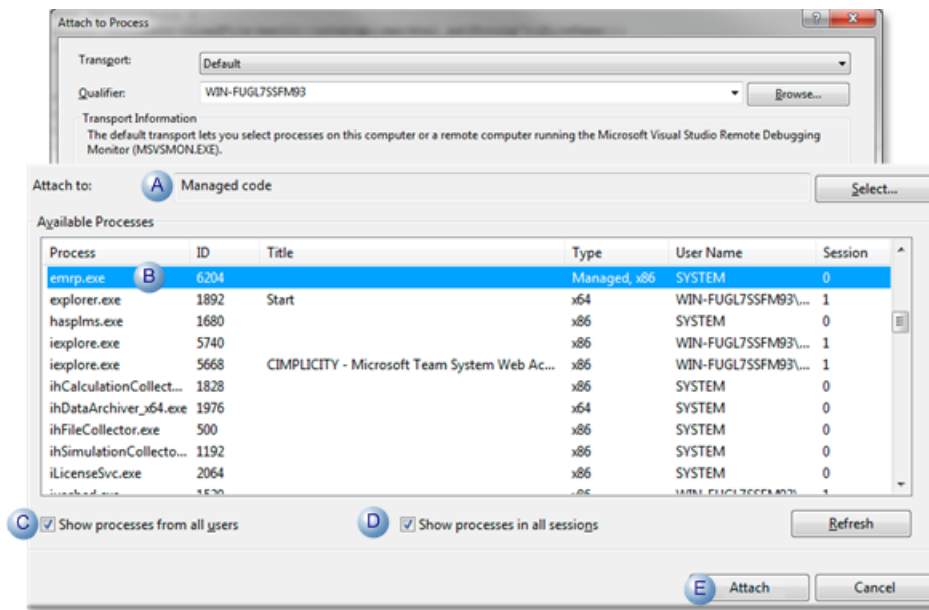 Attach to Process
Transport: Default
Qualifier: WIN-FUGL7SSFM93 Browse...
Transport Information
The default transport lets you select processes on this computer or a remote computer running the Microsoft Visual Studio Remote Debugging
Monitor (MSVSMON.EXE).
Attach to: A Managed code Select...
Available Processes
Process ID Title Type User Name Session
emrp.exe B 6204 Managed, x86 SYSTEM 0
explorer.exe 1892 Start x64 WIN-FUGL7SSFM93\... 1
hasplms.exe 1680 x86 SYSTEM 0
iexplore.exe 5740 x86 WIN-FUGL7SSFM93\... 1
iexplore.exe 5668 CIMPLICITY - Microsoft Team System Web Ac... x86 WIN-FUGL7SSFM93\... 1
ihCalculationCollect... 1828 x86 SYSTEM 0
ihDataArchiver_x64.exe 1976 x64 SYSTEM 0
ihFileCollector.exe 500 x86 SYSTEM 0
ihSimulationCollecto... 1192 x86 SYSTEM 0
iLicenseSvc.exe 2064 x86 SYSTEM 0
C Show processes from all users D Show processes in all sessions Refresh
E Attach Cancel